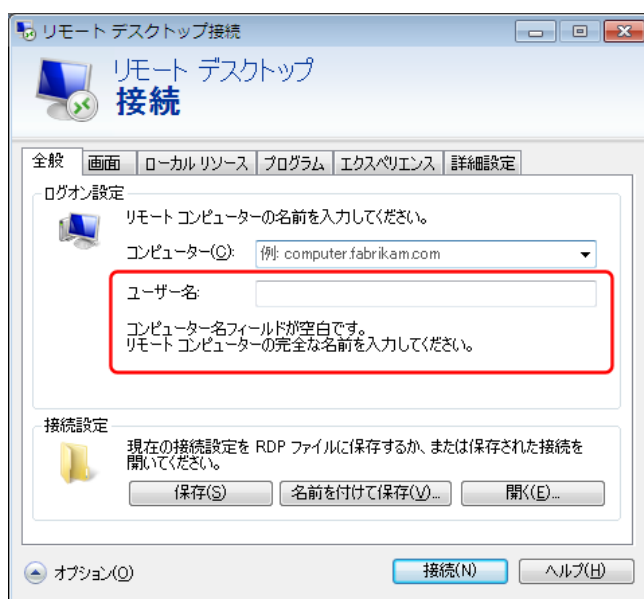 リモート デスクトップ接続
リモート デスクトップ
接続
全般 画面 ローカル リソース プログラム エクスペリエンス 詳細設定
ログオン設定
リモート コンピューターの名前を入力してください。
コンピューター(C): 例: computer.fabrikam.com
ユーザー名:
コンピューター名フィールドが空白です。
リモート コンピューターの完全な名前を入力してください。
接続設定
現在の接続設定を RDP ファイルに保存するか、または保存された接続を
開いてください。
保存(S) 名前を付けて保存(V)... 開く(E)...
オプション(O) 接続(N) ヘルプ(H)